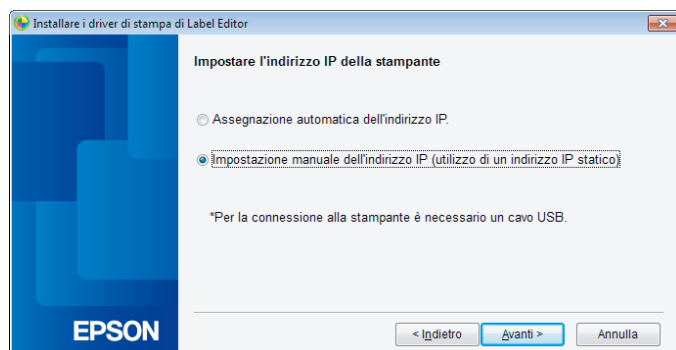 Installare i driver di stampa di Label Editor
Impostare l'indirizzo IP della stampante
Assegnazione automatica dell'indirizzo IP.
Impostazione manuale dell'indirizzo IP (utilizzo di un indirizzo IP statico)
*Per la connessione alla stampante è necessario un cavo USB.
EPSON
< Indietro
Avanti >
Annulla